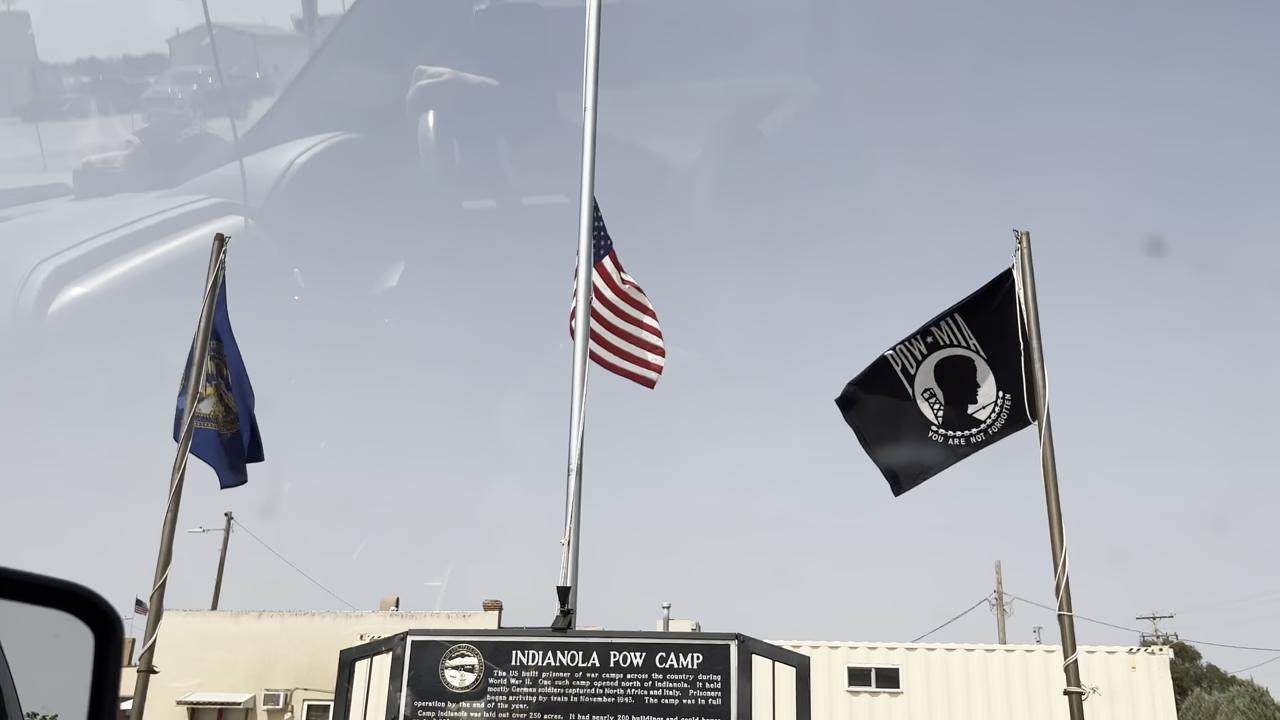 POW★MIA
YOU ARE NOT FORGOTTEN
INDIANOLA POW CAMP
The US built prisoner of war camps across the country during
World War II. One such camp opened north of Indianola. It held
mostly German soldiers captured in North Africa and Italy. Prisoners
began arriving by train in November 1943. The camp was in full
operation by the end of the year.
Camp Indianola was laid out over 250 acres. It had nearly 200 buildings and could house